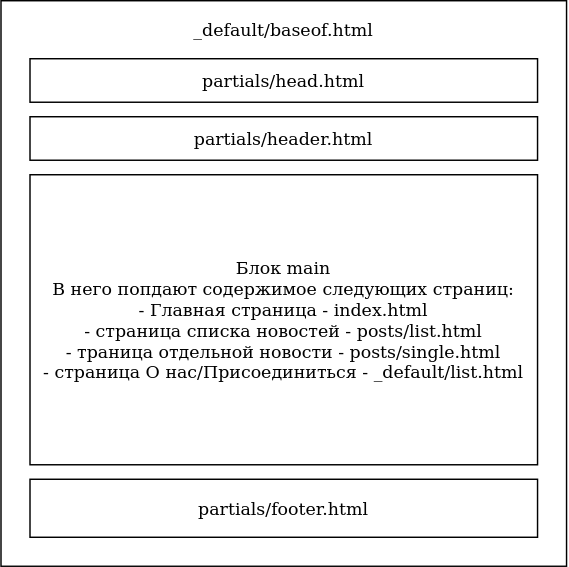 _default/baseof.html
partials/head.html
partials/header.html
Блок main
В него попдают содержимое следующих страниц:
- Главная страница - index.html
- страница списка новостей - posts/list.html
- траница отдельной новости - posts/single.html
- страница О нас/Присоединиться - _default/list.html
partials/footer.html